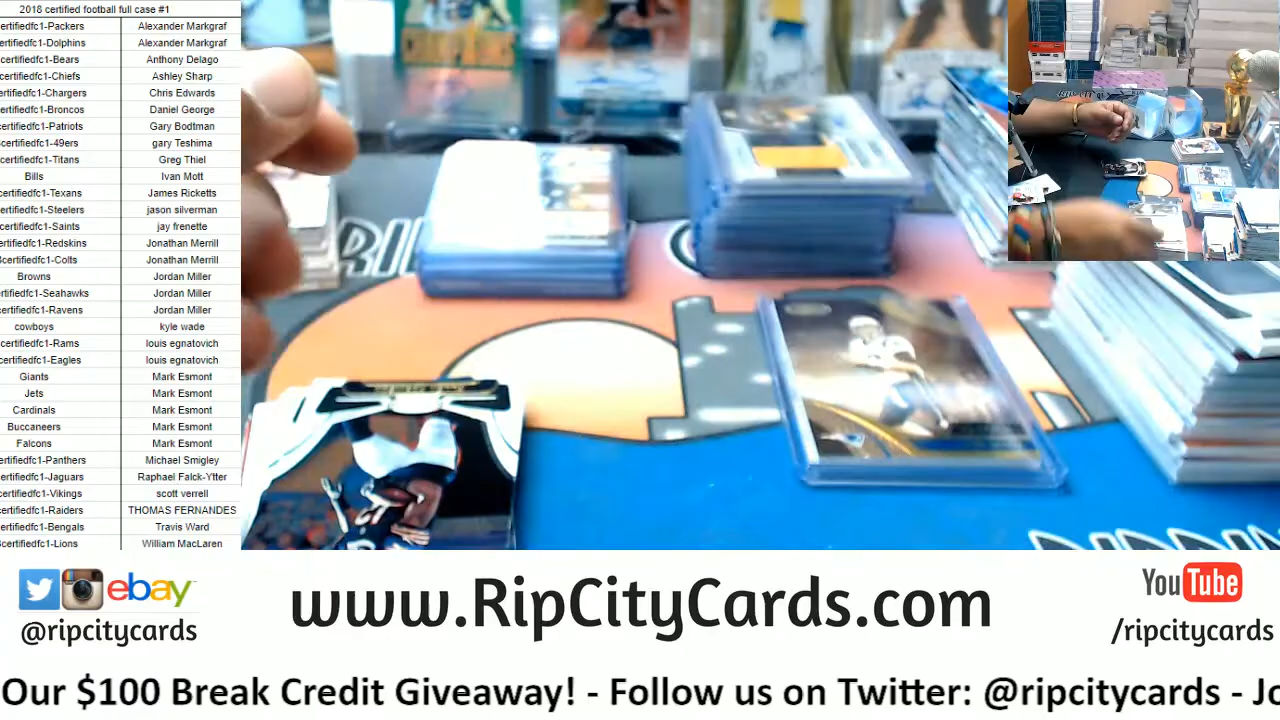 2018 certified football full case #1
ertifiedfc1-Packers Alexander Markgraf
ertifiedfc1-Dolphins Alexander Markgraf
certifiedfc1-Bears Anthony Delago
certifiedfc1-Chiefs Ashley Sharp
ertifiedfc1-Chargers Chris Edwards
ertifiedfc1-Broncos Daniel George
ertifiedfc1-Patriots Gary Bodtman
certifiedfc1-49ers gary Teshima
certifiedfc1-Titans Greg Thiel
Bills Ivan Mott
certifiedfc1-Texans James Ricketts
ertifiedfc1-Steelers jason silverman
ertifiedfc1-Saints jay frenette
ertifiedfc1-Redskins Jonathan Merrill
certifiedfc1-Colts Jonathan Merrill
Browns Jordan Miller
ertifiedfc1-Seahawks Jordan Miller
certifiedfc1-Ravens Jordan Miller
cowboys kyle wade
certifiedfc1-Rams louis egnatovich
certifiedfc1-Eagles louis egnatovich
Giants Mark Esmont
Jets Mark Esmont
Cardinals Mark Esmont
Buccaneers Mark Esmont
Falcons Mark Esmont
ertifiedfc1-Panthers Michael Smigley
ertifiedfc1-Jaguars Raphael Falck-Ytter
certifiedfc1-Vikings scott verrell
certifiedfc1-Raiders THOMAS FERNANDES
ertifiedfc1-Bengals Travis Ward
certifiedfc1-Lions William MacLaren
ebay
@ripcitycards
www.RipCityCards.com
YouTube
/ripcitycards
Our $100 Break Credit Giveaway! - Follow us on Twitter: @ripcitycards - Jo